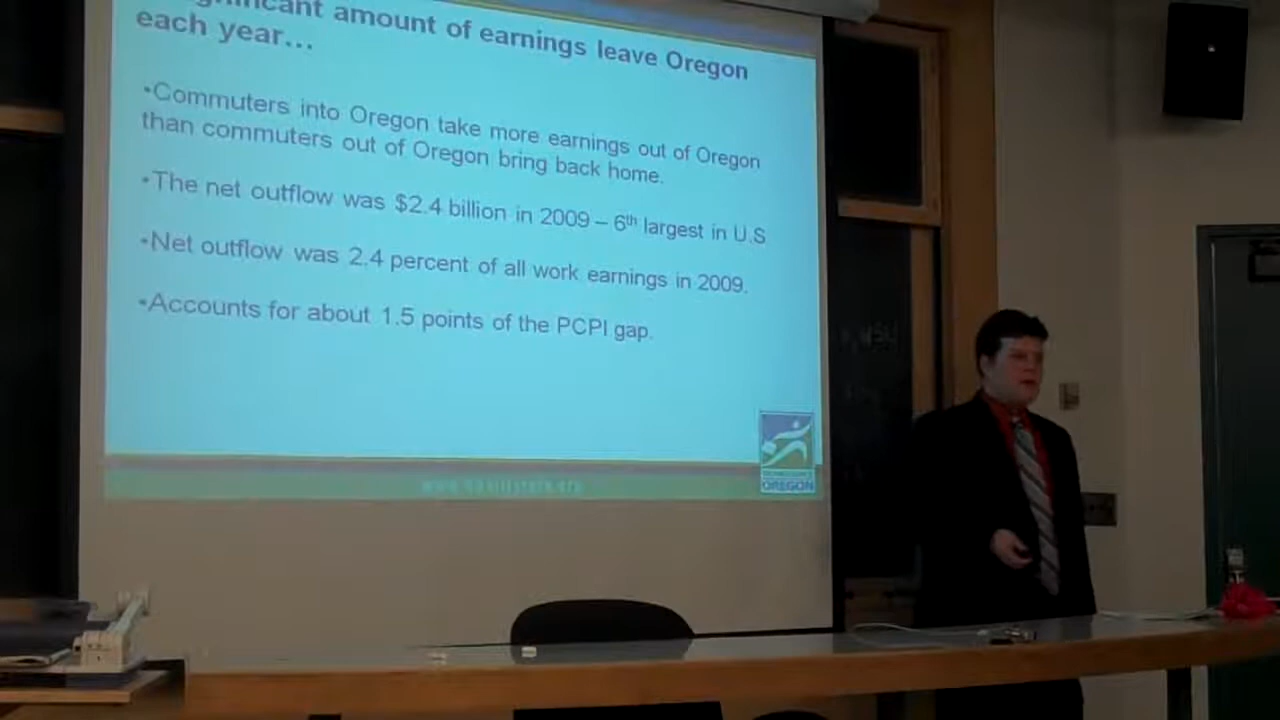 amount of earnings leave Oregon
each year...
•Commuters into Oregon take more earnings out of Oregon
than commuters out of Oregon bring back home.
•The net outflow was $2.4 billion in 2009 – 6th largest in U.S
•Net outflow was 2.4 percent of all work earnings in 2009.
•Accounts for about 1.5 points of the PCPI gap.
OREGON